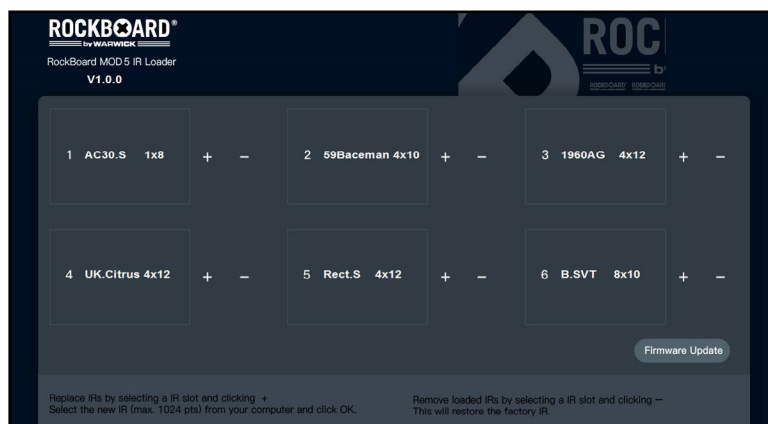 ROCKBOARD®
by WARWICK
RockBoard MOD 5 IR Loader
V1.0.0
ROC
b
ROCKBOARD® ROCKBOARD
1 AC30.S 1x8 + −
2 59Baceman 4x10 + −
3 1960AG 4x12 + −
4 UK.Citrus 4x12 + −
5 Rect.S 4x12 + −
6 B.SVT 8x10 + −
Firmware Update
Replace IRs by selecting a IR slot and clicking +
Select the new IR (max. 1024 pts) from your computer and click OK.
Remove loaded IRs by selecting a IR slot and clicking −
This will restore the factory IR.